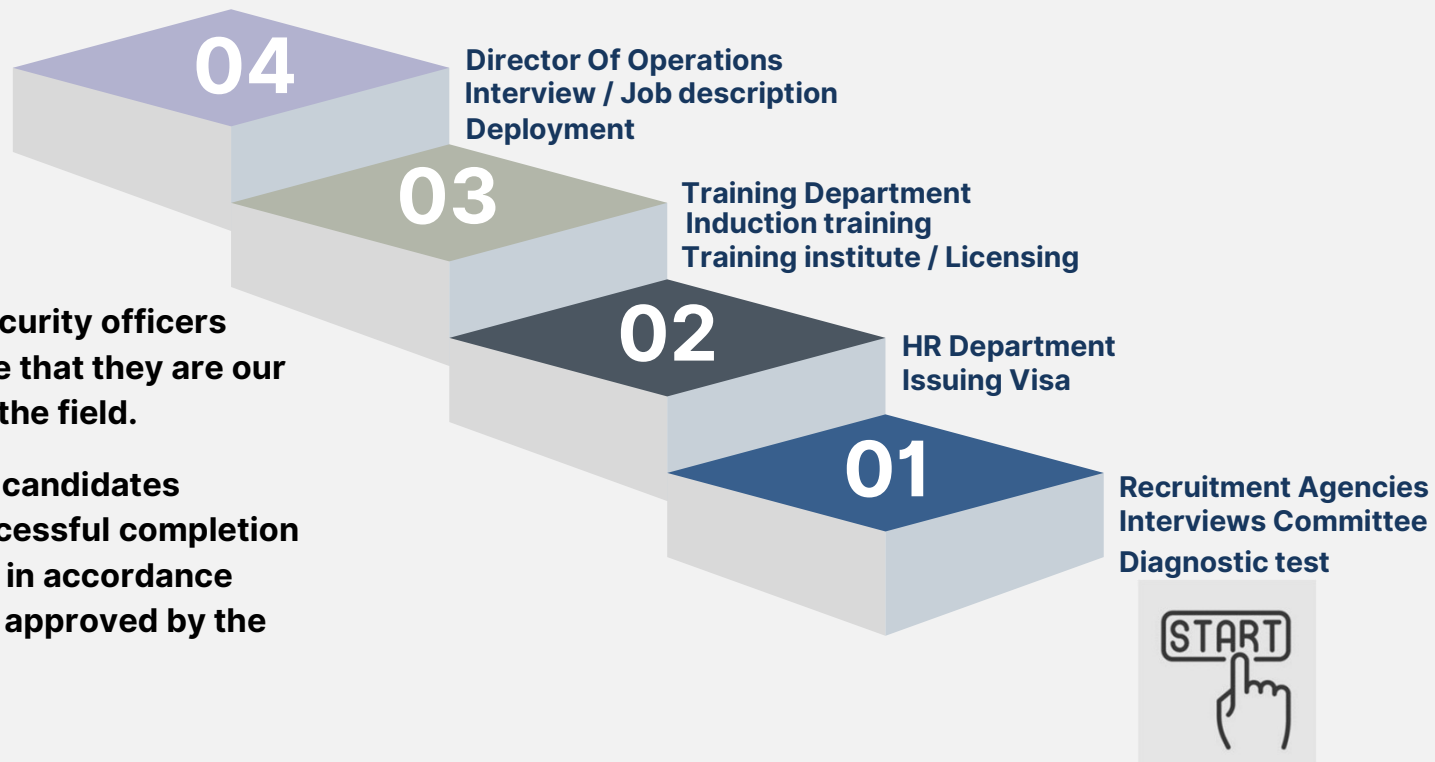 04
Director Of Operations
Interview / Job description
Deployment
03
Training Department
Induction training
Training institute / Licensing
02
HR Department
Issuing Visa
01
Recruitment Agencies
Interviews Committee
Diagnostic test
START
officers
that they are our
the field.
candidates
completion
in accordance
approved by the